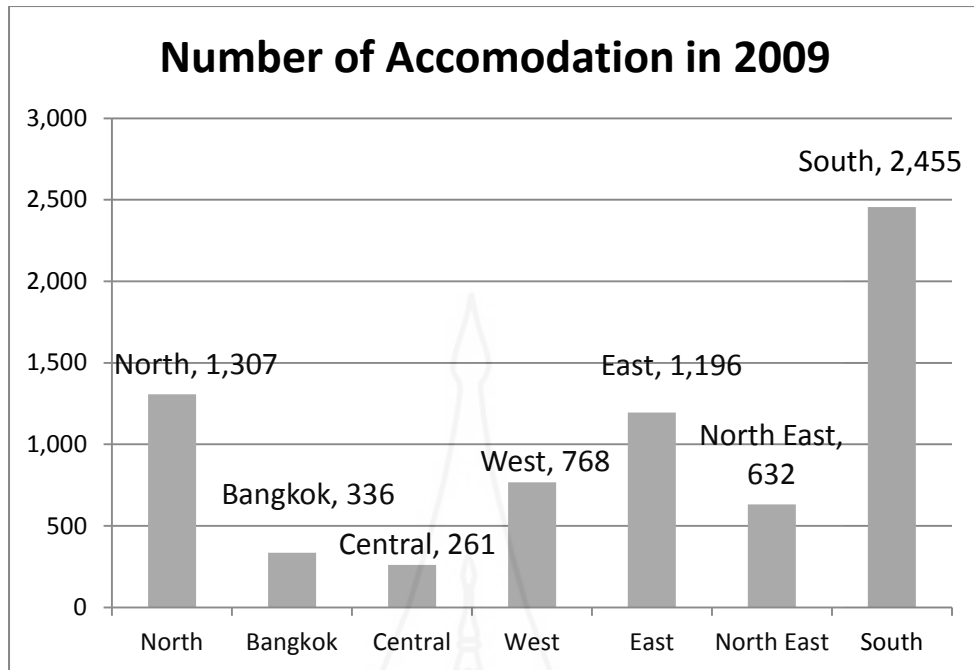 Number of Accomodation in 2009
3,000
2,500
2,000
1,500
1,000
500
0
North, 1,307
Bangkok, 336
Central, 261
West, 768
East, 1,196
North East,
632
South, 2,455
North
Bangkok
Central
West
East
North East
South